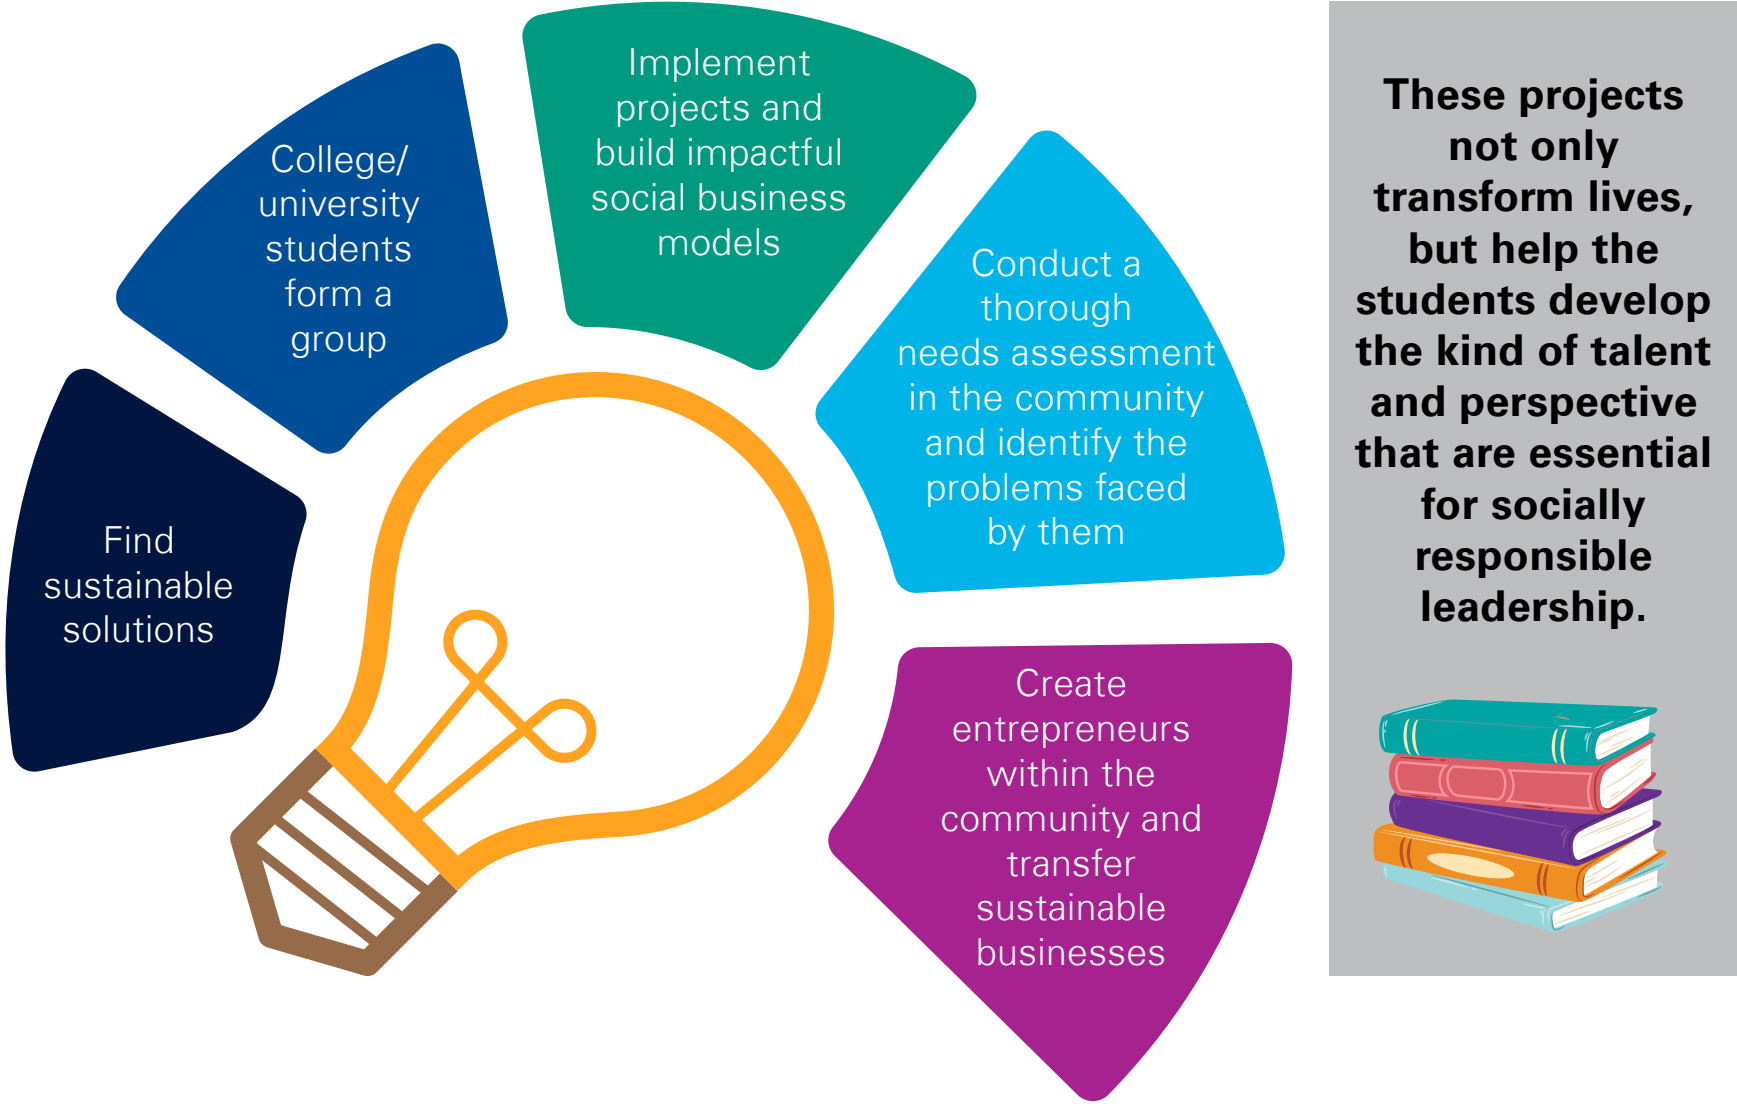 Find
sustainable
solutions
College/
university
students
form a
group
Implement
projects and
build impactful
social business
models
Conduct a
thorough
needs assessment
in the community
and identify the
problems faced
by them
Create
entrepreneurs
within the
community and
transfer
sustainable
businesses
These projects
not only
transform lives,
but help the
students develop
the kind of talent
and perspective
that are essential
for socially
responsible
leadership.